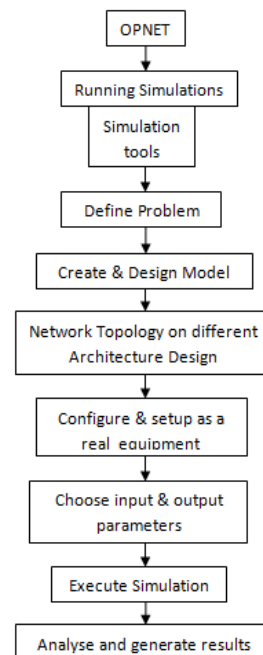 OPNET
Running Simulations
Simulation
tools
Define Problem
Create & Design Model
Network Topology on different
Architecture Design
Configure & setup as a
real equipment
Choose input & output
parameters
Execute Simulation
Analyse and generate results